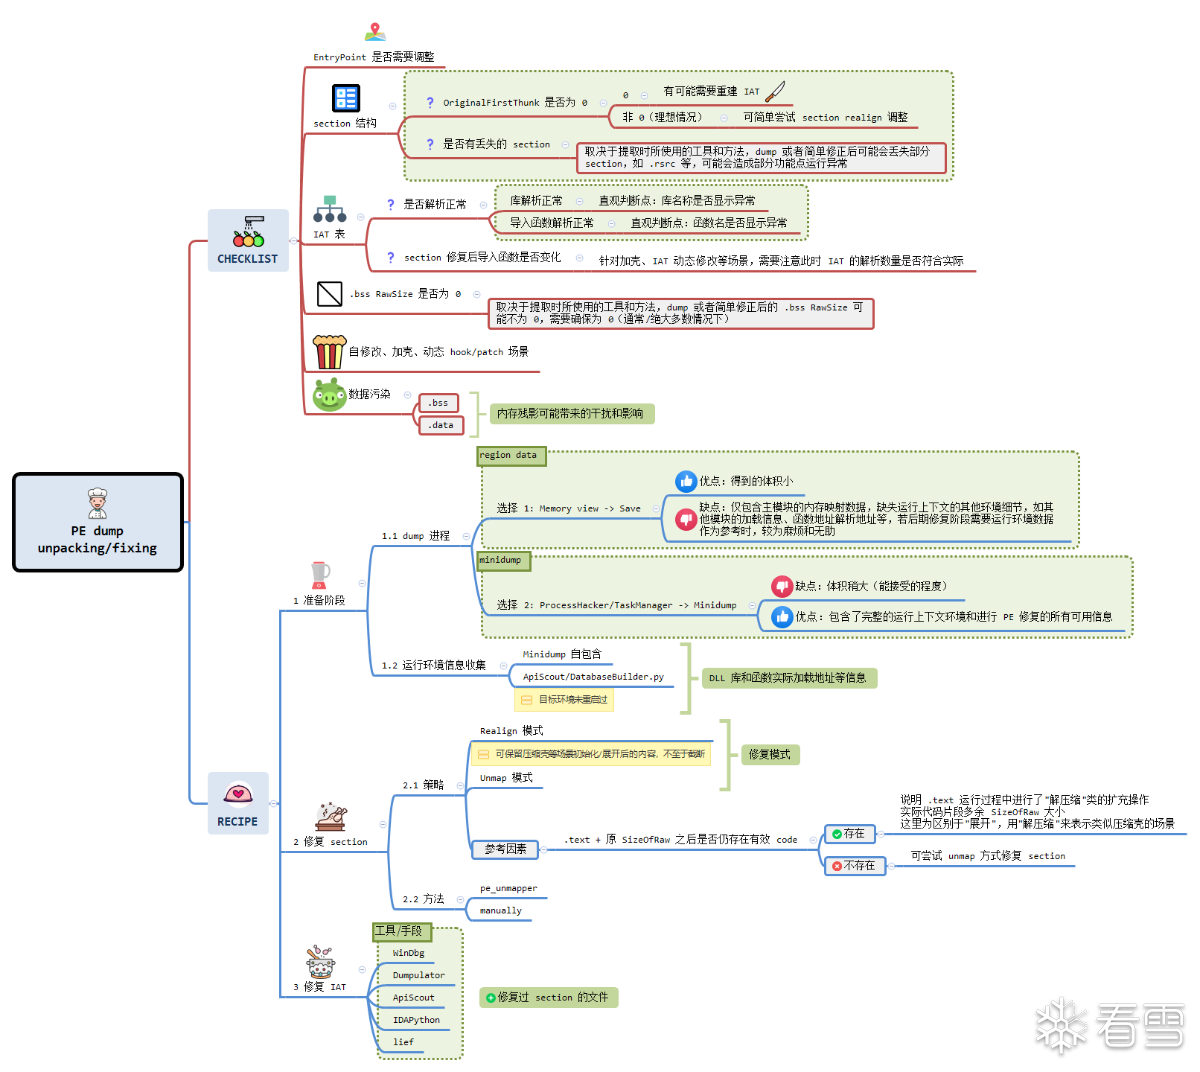 PE dump
unpacking/fixing
CHECKLIST
EntryPoint 是否需要调整
section 结构
? OriginalFirstThunk 是否为 0
0
有可能需要重建 IAT
非 0（理想情况）
可简单尝试 section realign 调整
? 是否有丢失的 section
取决于提取时所使用的工具和方法，dump 或者简单修正后可能会丢失部分
section，如 .rsrc 等，可能会造成部分功能点运行异常
IAT 表
? 是否解析正常
库解析正常
直观判断点：库名称是否显示异常
导入函数解析正常
直观判断点：函数名是否显示异常
? section 修复后导入函数是否变化
针对加壳、IAT 动态修改等场景，需要注意此时 IAT 的解析数量是否符合实际
.bss RawSize 是否为 0
取决于提取时所使用的工具和方法，dump 或者简单修正后的 .bss RawSize 可
能不为 0，需要确保为 0（通常/绝大多数情况下）
自修改、加壳、动态 hook/patch 场景
数据污染
.bss
.data
内存残影可能带来的干扰和影响
RECIPE
1 准备阶段
1.1 dump 进程
region data
选择 1: Memory view -> Save
优点：得到的体积小
缺点：仅包含主模块的内存映射数据，缺失运行上下文的其他环境细节，如其
他模块的加载信息、函数地址解析地址等，若后期修复阶段需要运行环境数据
作为参考时，较为麻烦和无助
minidump
选择 2: ProcessHacker/TaskManager -> Minidump
缺点：体积稍大（能接受的程度）
优点：包含了完整的运行上下文环境和进行 PE 修复的所有可用信息
1.2 运行环境信息收集
Minidump 自包含
ApiScout/DatabaseBuilder.py
目标环境未重启过
DLL 库和函数实际加载地址等信息
2 修复 section
2.1 策略
Realign 模式
可保留压缩壳等场景初始化/展开后的内容，不至于截断
Unmap 模式
修复模式
参考因素
.text + 原 SizeOfRaw 之后是否仍存在有效 code
存在
说明 .text 运行过程中进行了"解压缩"类的扩充操作
实际代码片段多余 SizeOfRaw 大小
这里为区别于"展开"，用"解压缩"来表示类似压缩壳的场景
不存在
可尝试 unmap 方式修复 section
2.2 方法
pe_unmapper
manually
3 修复 IAT
工具/手段
WinDbg
Dumpulator
ApiScout
IDAPython
lief
修复过 section 的文件
看雪